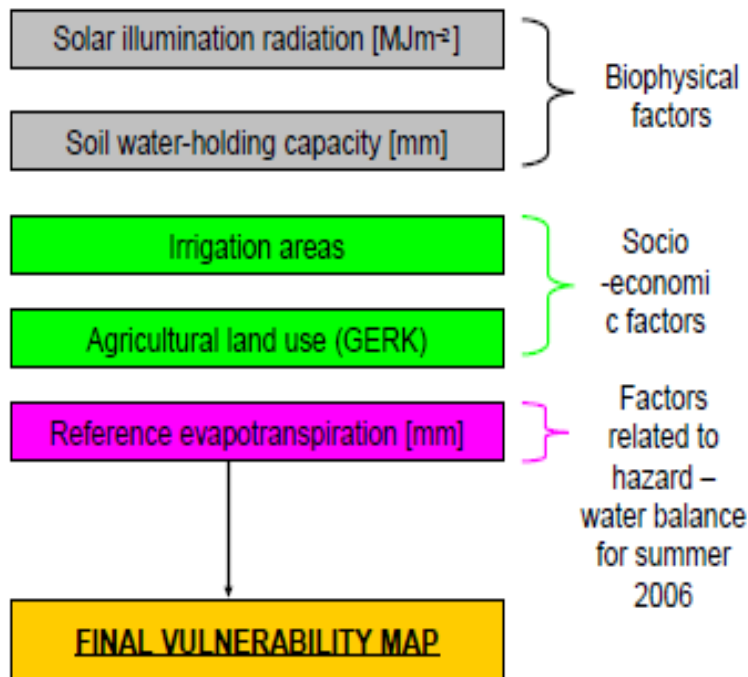 Solar illumination radiation [MJm⁻²]
Biophysical
factors
Soil water-holding capacity [mm]
Irrigation areas
Socio
-economi
c factors
Agricultural land use (GERK)
Reference evapotranspiration [mm]
Factors
related to
hazard –
water balance
for summer
2006
FINAL VULNERABILITY MAP